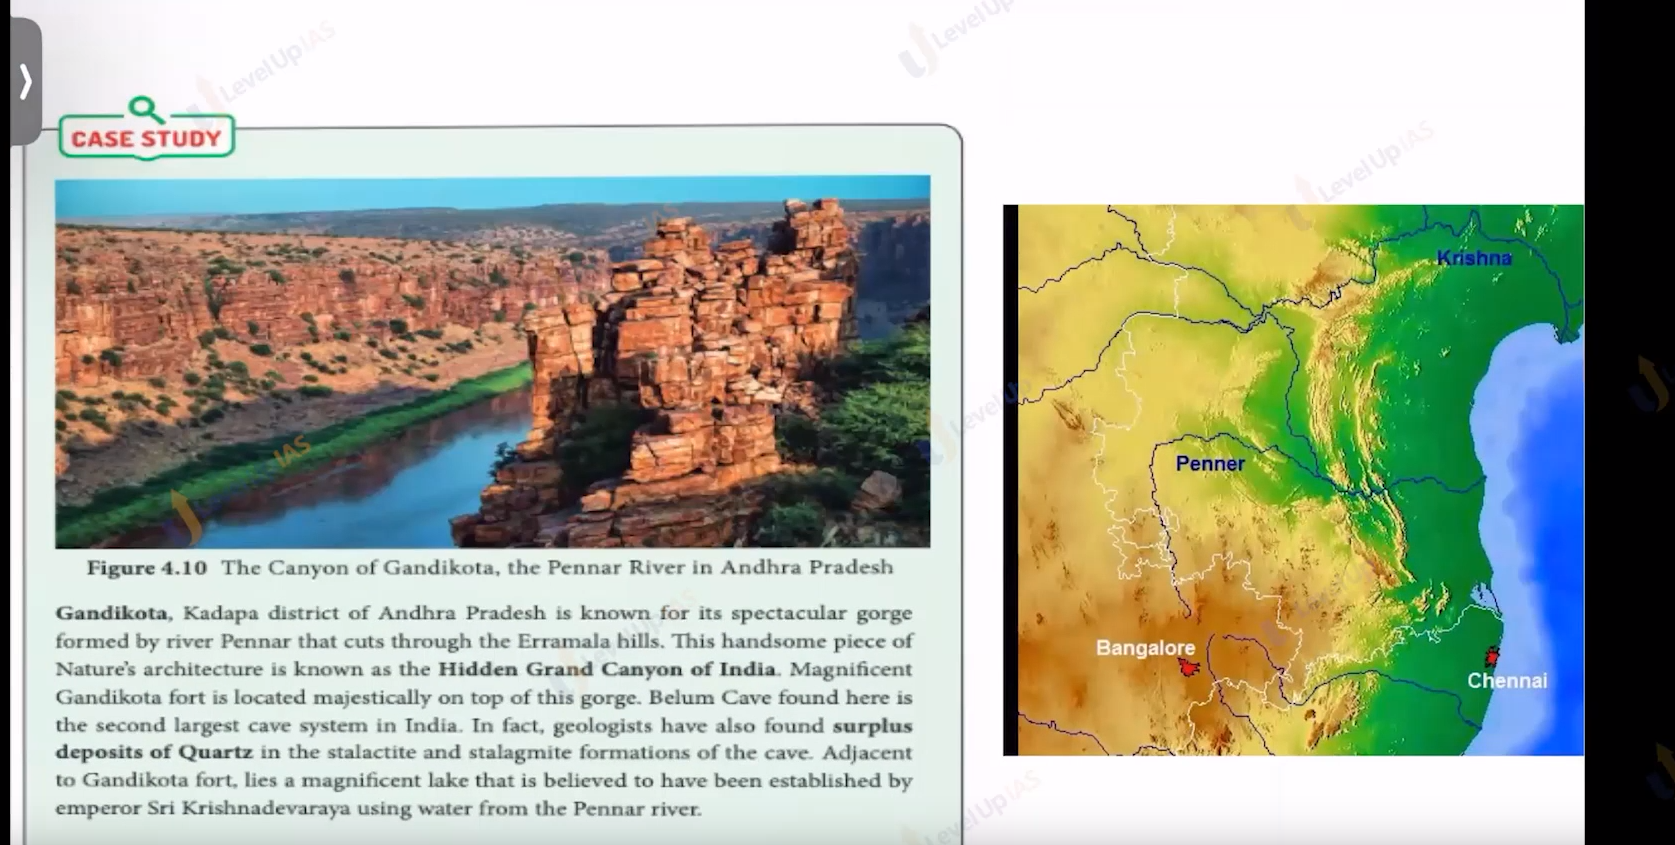 LevelUpIAS
LevelUp
LevelUpIAS
CASE STUDY
Krishna
Penner
Bangalore
Chennai
Figure 4.10 The Canyon of Gandikota, the Pennar River in Andhra Pradesh
Gandikota, Kadapa district of Andhra Pradesh is known for its spectacular gorge
formed by river Pennar that cuts through the Erramala hills. This handsome piece of
Nature's architecture is known as the Hidden Grand Canyon of India. Magnificent
Gandikota fort is located majestically on top of this gorge. Belum Cave found here is
the second largest cave system in India. In fact, geologists have also found surplus
deposits of Quartz in the stalactite and stalagmite formations of the cave. Adjacent
to Gandikota fort, lies a magnificent lake that is believed to have been established by
emperor Sri Krishnadevaraya using water from the Pennar river.
LevelUpIAS